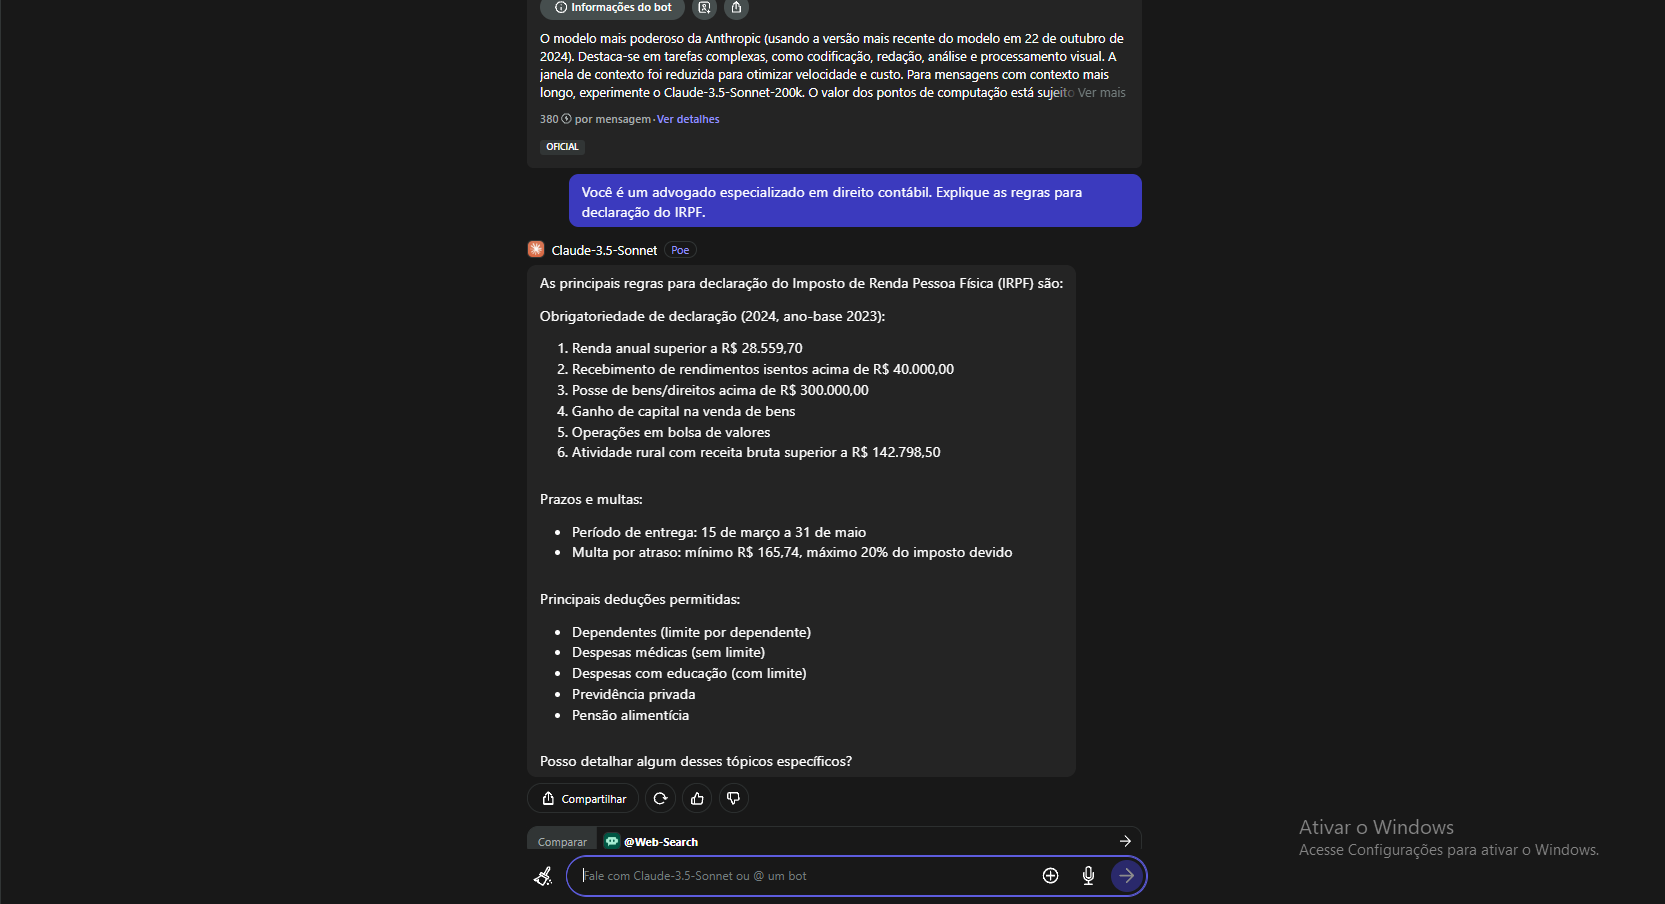 Informações do bot
O modelo mais poderoso da Anthropic (usando a versão mais recente do modelo em 22 de outubro de
2024). Destaca-se em tarefas complexas, como codificação, redação, análise e processamento visual. A
janela de contexto foi reduzida para otimizar velocidade e custo. Para mensagens com contexto mais
longo, experimente o Claude-3.5-Sonnet-200k. O valor dos pontos de computação está sujeito Ver mais
380 por mensagem · Ver detalhes
OFICIAL
Você é um advogado especializado em direito contábil. Explique as regras para
declaração do IRPF.
Claude-3.5-Sonnet Poe
As principais regras para declaração do Imposto de Renda Pessoa Física (IRPF) são:
Obrigatoriedade de declaração (2024, ano-base 2023):
1. Renda anual superior a R$ 28.559,70
2. Recebimento de rendimentos isentos acima de R$ 40.000,00
3. Posse de bens/direitos acima de R$ 300.000,00
4. Ganho de capital na venda de bens
5. Operações em bolsa de valores
6. Atividade rural com receita bruta superior a R$ 142.798,50
Prazos e multas:
• Período de entrega: 15 de março a 31 de maio
• Multa por atraso: mínimo R$ 165,74, máximo 20% do imposto devido
Principais deduções permitidas:
• Dependentes (limite por dependente)
• Despesas médicas (sem limite)
• Despesas com educação (com limite)
• Previdência privada
• Pensão alimentícia
Posso detalhar algum desses tópicos específicos?
Compartilhar
Comparar @Web-Search
Fale com Claude-3.5-Sonnet ou @ um bot
Ativar o Windows
Acesse Configurações para ativar o Windows.